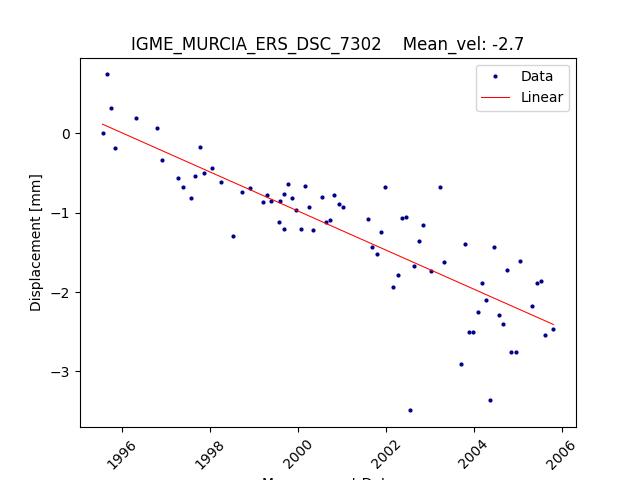 IGME_MURCIA_ERS_DSC_7302    Mean_vel: -2.7
Data
Linear
Displacement [mm]
0
−1
−2
−3
1996
1998
2000
2002
2004
2006